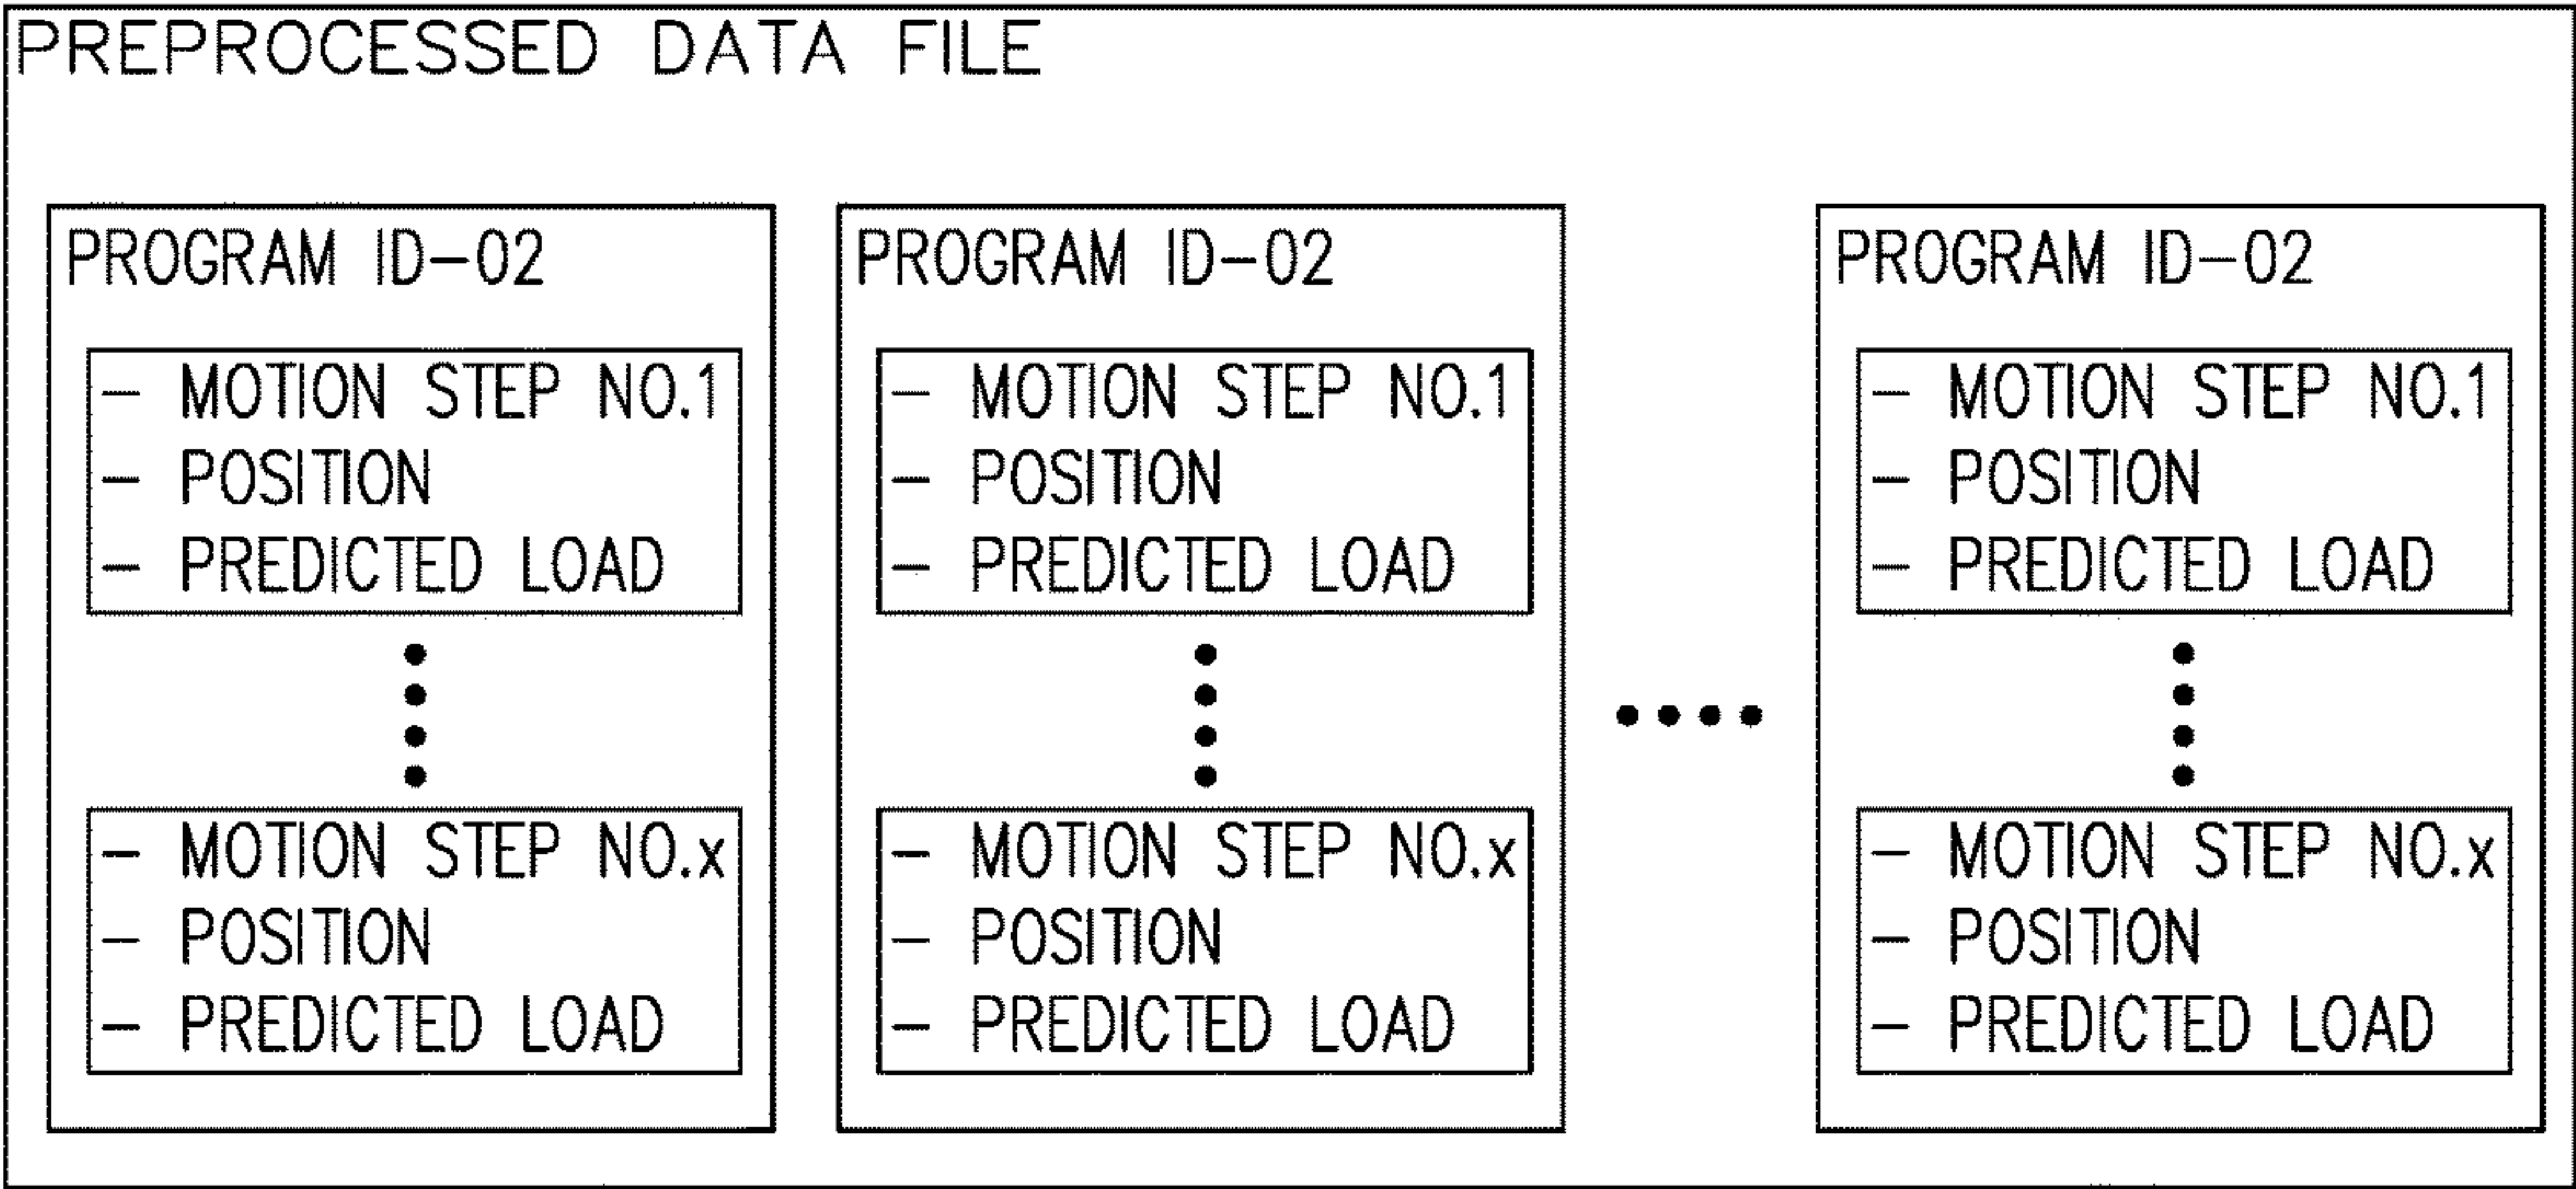 PREPROCESSED DATA FILE
PROGRAM ID-02
- MOTION STEP NO.1
- POSITION
- PREDICTED LOAD
- MOTION STEP NO.x
- POSITION
- PREDICTED LOAD
PROGRAM ID-02
- MOTION STEP NO.1
- POSITION
- PREDICTED LOAD
- MOTION STEP NO.x
- POSITION
- PREDICTED LOAD
PROGRAM ID-02
- MOTION STEP NO.1
- POSITION
- PREDICTED LOAD
- MOTION STEP NO.x
- POSITION
- PREDICTED LOAD